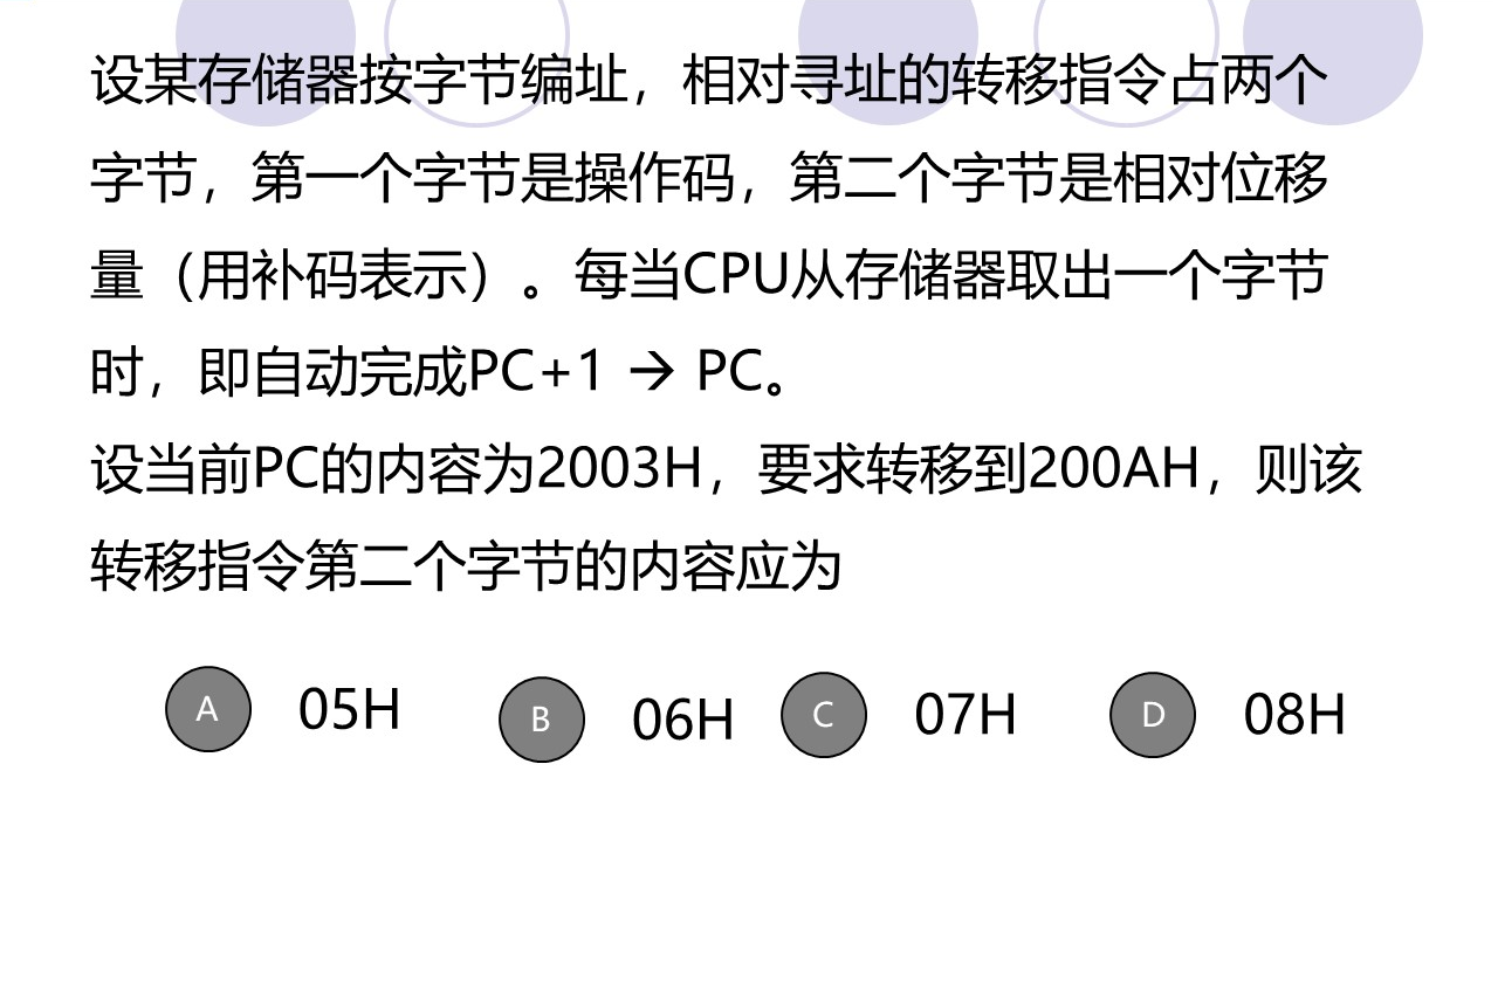 设某存储器按字节编址，相对寻址的转移指令占两个
字节，第一个字节是操作码，第二个字节是相对位移
量（用补码表示）。每当CPU从存储器取出一个字节
时，即自动完成PC+1 → PC。
设当前PC的内容为2003H，要求转移到200AH，则该
转移指令第二个字节的内容应为
A 05H B 06H C 07H D 08H